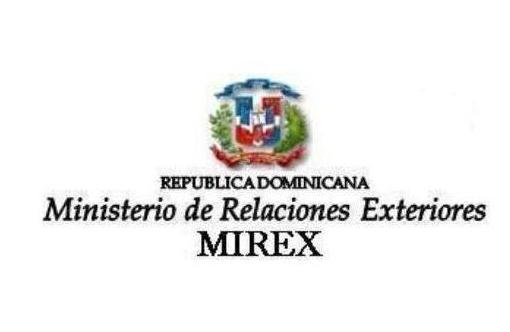 REPUBLICA DOMINICANA
Ministerio de Relaciones Exteriores
MIREX